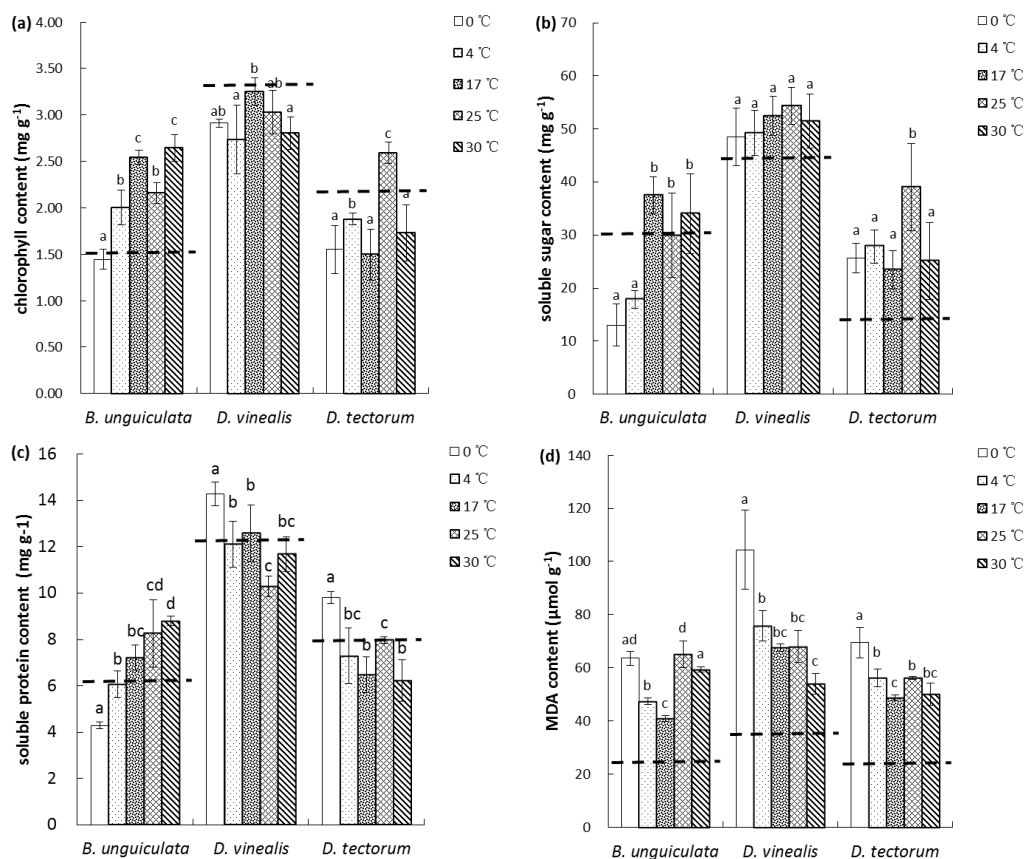 (a)
4.00
3.50
3.00
2.50
2.00
1.50
1.00
0.50
0.00
chlorophyll content (mg g-1)
a
b
c
b
c
ab
a
b
ab
a
a
b
a
c
a
B. unguiculata
D. vinealis
D. tectorum
0 ℃
4 ℃
17 ℃
25 ℃
30 ℃
(b)
70
60
50
40
30
20
10
0
soluble sugar content (mg g-1)
a
a
b
b
b
a
a
a
a
a
a
a
a
b
a
B. unguiculata
D. vinealis
D. tectorum
0 ℃
4 ℃
17 ℃
25 ℃
30 ℃
(c)
16
14
12
10
8
6
4
2
0
soluble protein content (mg g-1)
a
b
bc
cd
d
a
b
b
c
bc
a
bc
b
c
b
B. unguiculata
D. vinealis
D. tectorum
0 ℃
4 ℃
17 ℃
25 ℃
30 ℃
(d)
140
120
100
80
60
40
20
0
MDA content (μmol g-1)
ad
b
c
d
a
a
b
bc
bc
c
a
b
c
b
bc
B. unguiculata
D. vinealis
D. tectorum
0 ℃
4 ℃
17 ℃
25 ℃
30 ℃